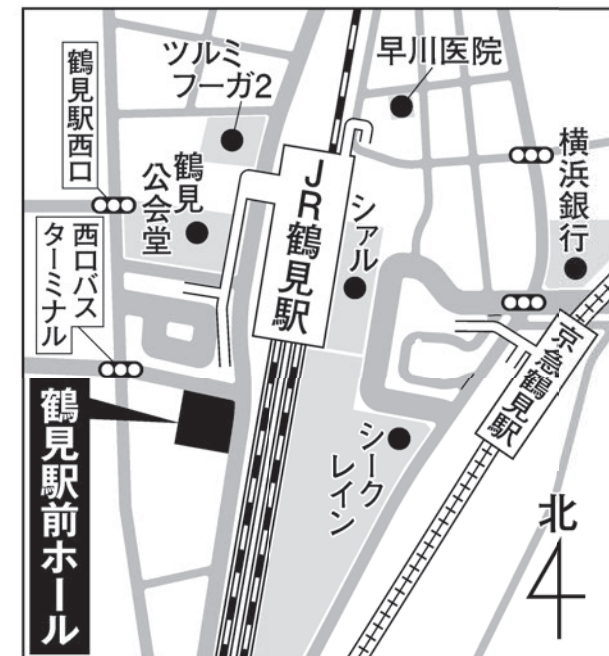 ツルミ
フーガ2
早川医院
鶴見駅西口
鶴見
公会堂
JR鶴見駅
シァル
横浜銀行
西口バス
ターミナル
京急鶴見駅
鶴見駅前ホール
シーク
レイン
北